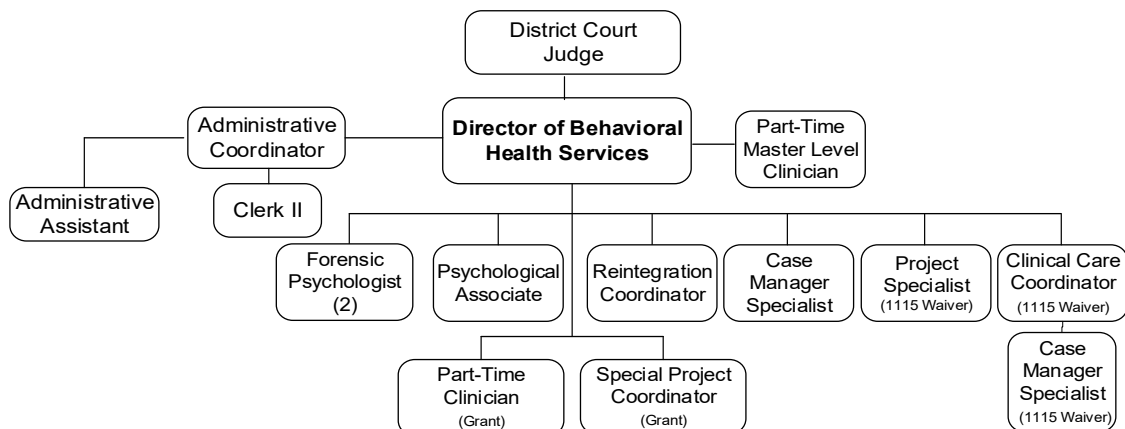 District Court
Judge
Administrative
Coordinator
Director of Behavioral
Health Services
Part-Time
Master Level
Clinician
Administrative
Assistant
Clerk II
Forensic
Psychologist
(2)
Psychological
Associate
Reintegration
Coordinator
Case
Manager
Specialist
Project
Specialist
(1115 Waiver)
Clinical Care
Coordinator
(1115 Waiver)
Part-Time
Clinician
(Grant)
Special Project
Coordinator
(Grant)
Case
Manager
Specialist
(1115 Waiver)